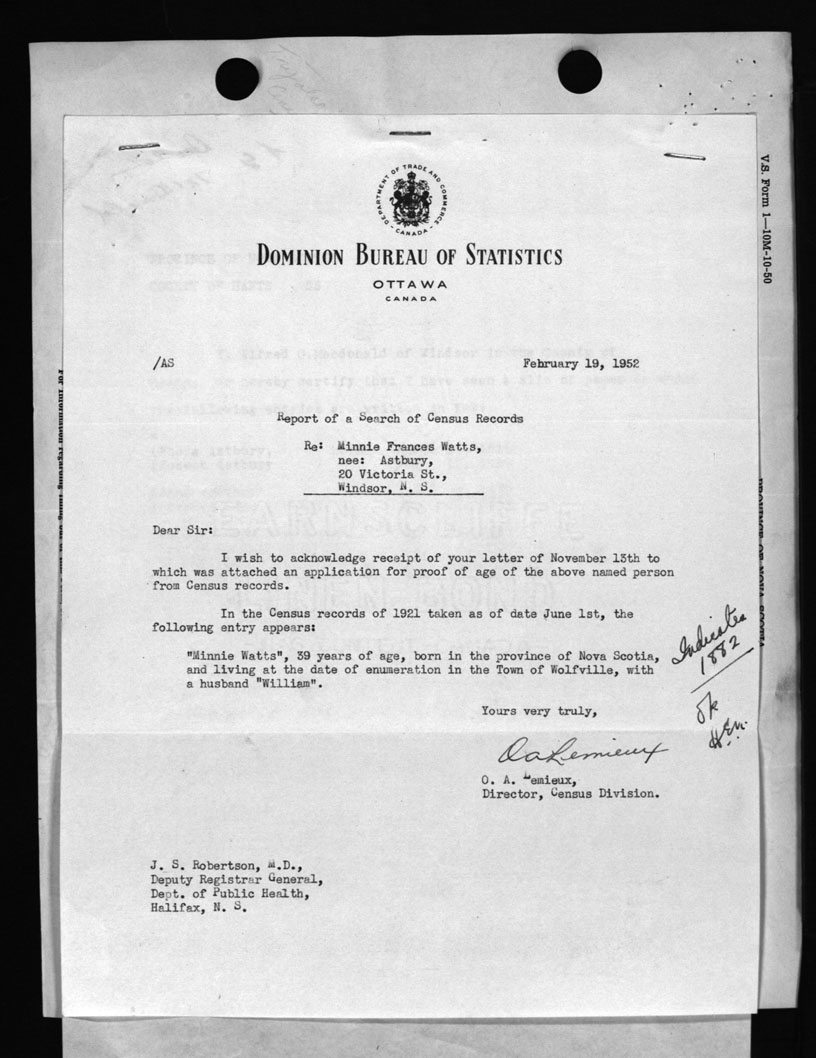 DEPARTMENT OF TRADE AND COMMERCE
CANADA
DOMINION BUREAU OF STATISTICS
OTTAWA
CANADA
V.S. Form 1—10M-10-50
/AS
February 19, 1952
Report of a Search of Census Records
Re: Minnie Frances Watts,
nee: Astbury,
20 Victoria St.,
Windsor, N. S.
Dear Sir:
I wish to acknowledge receipt of your letter of November 13th to
which was attached an application for proof of age of the above named person
from Census records.
In the Census records of 1921 taken as of date June 1st, the
following entry appears:
"Minnie Watts", 39 years of age, born in the province of Nova Scotia,
and living at the date of enumeration in the Town of Wolfville, with
a husband "William".
Indicates
1882
ok
Yours very truly,
O A Lemieux
O. A. Lemieux,
Director, Census Division.
J. S. Robertson, M.D.,
Deputy Registrar General,
Dept. of Public Health,
Halifax, N. S.